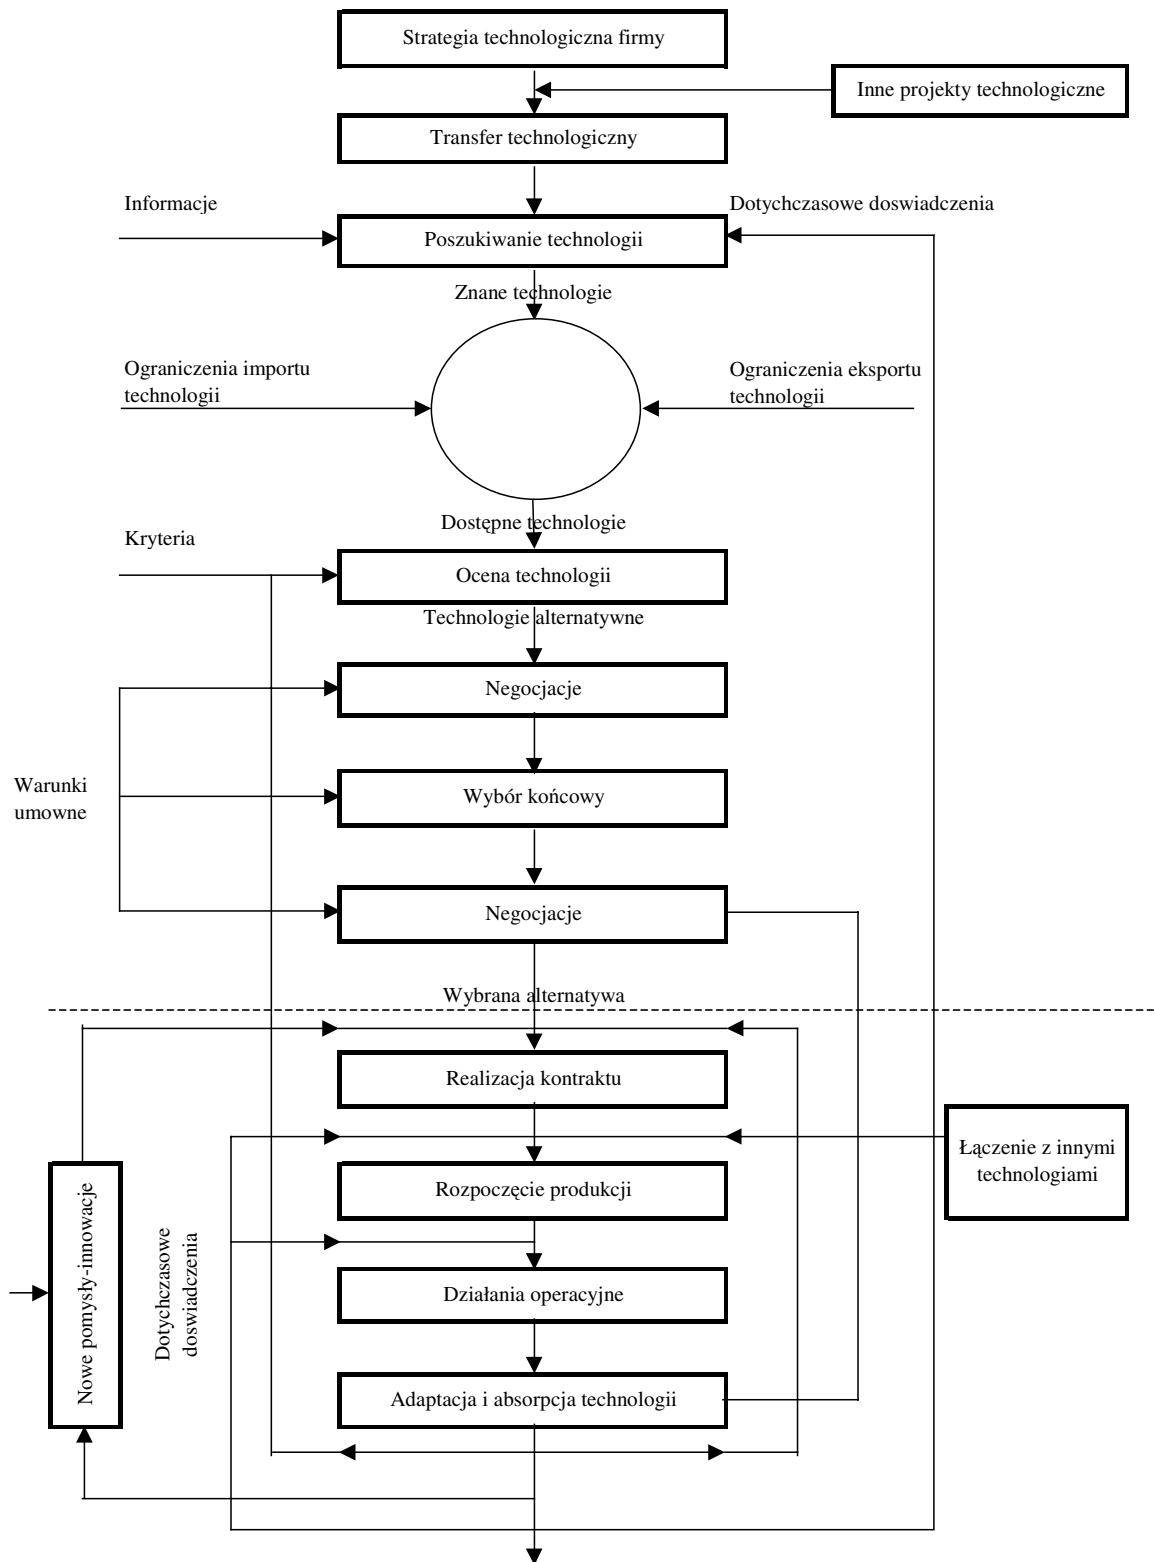 Strategia technologiczna firmy
Inne projekty technologiczne
Transfer technologiczny
Informacje
Dotychczasowe doswiadczenia
Poszukiwanie technologii
Znane technologie
Ograniczenia importu
technologii
Ograniczenia eksportu
technologii
Dostępne technologie
Kryteria
Ocena technologii
Technologie alternatywne
Negocjacje
Warunki
umowne
Wybór końcowy
Negocjacje
Wybrana alternatywa
Realizacja kontraktu
Łączenie z innymi
technologiami
Rozpoczęcie produkcji
Nowe pomysły-innowacje
Dotychczasowe
doswiadczenia
Działania operacyjne
Adaptacja i absorpcja technologii